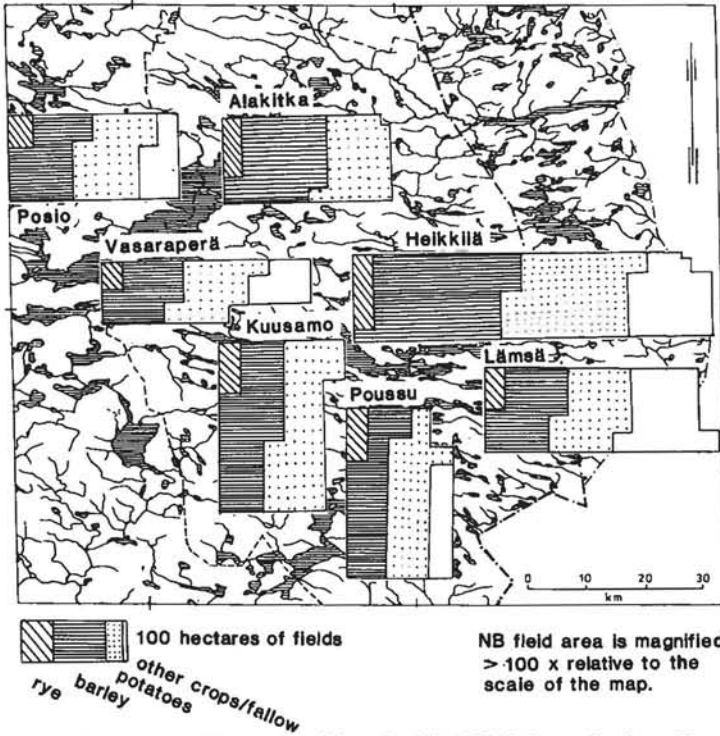 Alakitka
Posio
Vasaraperä
Heikkilä
Kuusamo
Lämsä
Poussu
0 10 20 30
km
100 hectares of fields
other crops/fallow
potatoes
barley
rye
NB field area is magnified
> 100 x relative to the
scale of the map.